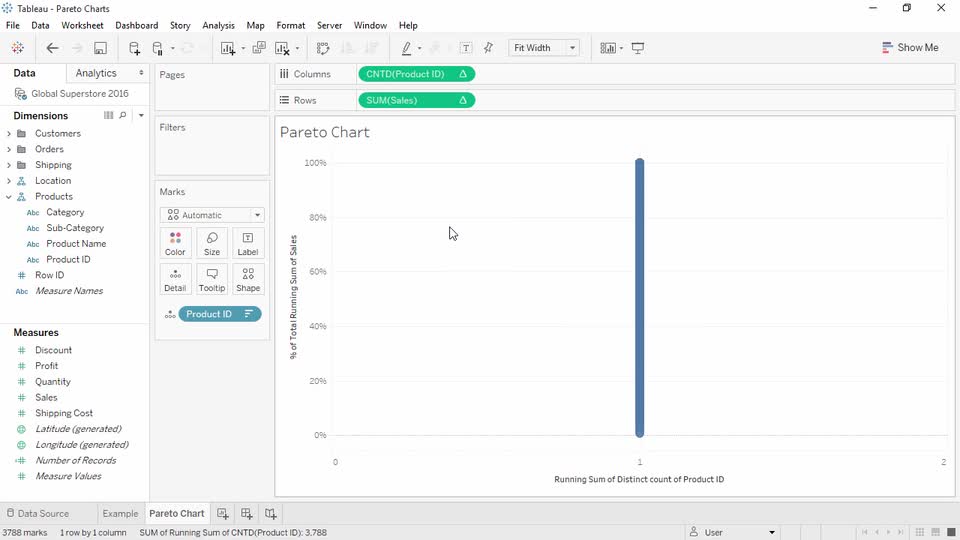 Tableau - Pareto Charts
File Data Worksheet Dashboard Story Analysis Map Format Server Window Help
Fit Width
Show Me
Data Analytics
Global Superstore 2016
Dimensions
Customers
Orders
Shipping
Location
Products
Abc Category
Abc Sub-Category
Abc Product Name
Abc Product ID
Row ID
Abc Measure Names
Measures
Discount
Profit
Quantity
Sales
Shipping Cost
Latitude (generated)
Longitude (generated)
Number of Records
Measure Values
Pages
Filters
Marks
Automatic
Color Size Label
Detail Tooltip Shape
Product ID
Columns CNTD(Product ID)
Rows SUM(Sales)
Pareto Chart
% of Total Running Sum of Sales
100%
80%
60%
40%
20%
0%
0 1 2
Running Sum of Distinct count of Product ID
Data Source Example Pareto Chart
3788 marks 1 row by 1 column SUM of Running Sum of CNTD(Product ID): 3,788
User